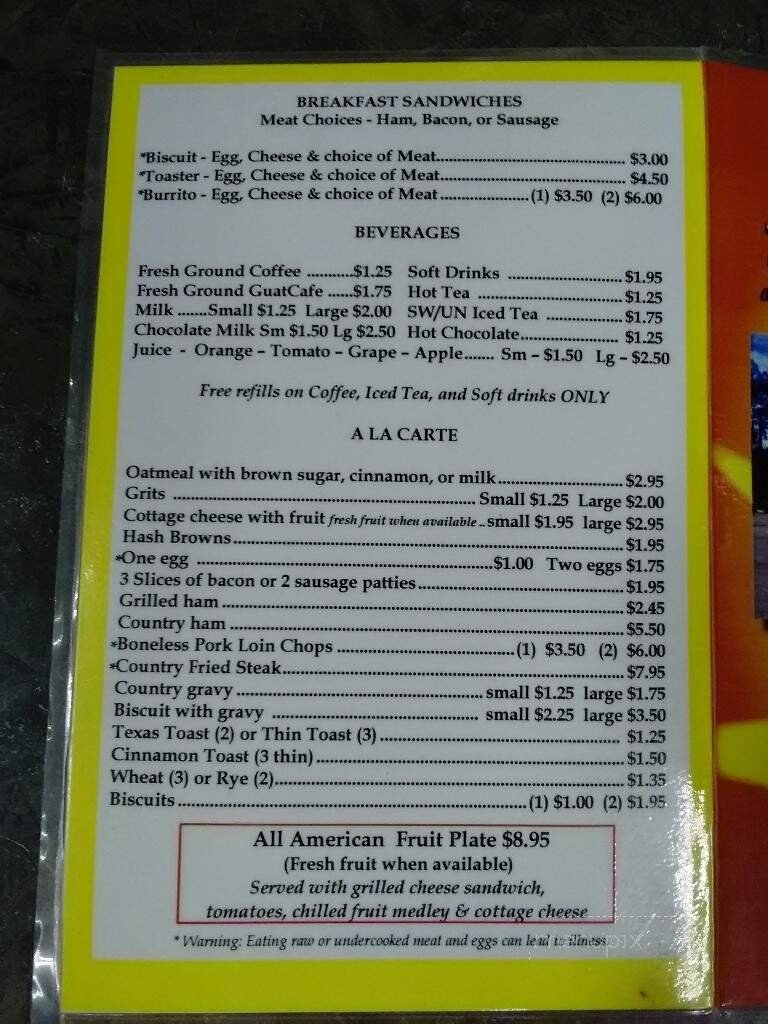 BREAKFAST SANDWICHES
Meat Choices - Ham, Bacon, or Sausage
*Biscuit - Egg, Cheese & choice of Meat.......................................... $3.00
*Toaster - Egg, Cheese & choice of Meat.......................................... $4.50
*Burrito - Egg, Cheese & choice of Meat.....................(1) $3.50 (2) $6.00
BEVERAGES
Fresh Ground Coffee ...........$1.25 Soft Drinks ..........................$1.95
Fresh Ground GuatCafe ......$1.75 Hot Tea .................................$1.25
Milk .......Small $1.25 Large $2.00 SW/UN Iced Tea ..................$1.75
Chocolate Milk Sm $1.50 Lg $2.50 Hot Chocolate....................... $1.25
Juice - Orange – Tomato – Grape – Apple....... Sm – $1.50 Lg – $2.50
Free refills on Coffee, Iced Tea, and Soft drinks ONLY
A LA CARTE
Oatmeal with brown sugar, cinnamon, or milk.............................$2.95
Grits ...................................................................... Small $1.25 Large $2.00
Cottage cheese with fruit fresh fruit when available ..small $1.95 large $2.95
Hash Browns..........................................................................................$1.95
*One egg .....................................................................$1.00 Two eggs $1.75
3 Slices of bacon or 2 sausage patties................................................$1.95
Grilled ham.............................................................................................$2.45
Country ham ..........................................................................................$5.50
*Boneless Pork Loin Chops .........................................(1) $3.50 (2) $6.00
*Country Fried Steak...............................................................................$7.95
Country gravy......................................................... small $1.25 large $1.75
Biscuit with gravy ................................................ small $2.25 large $3.50
Texas Toast (2) or Thin Toast (3)........................................................ $1.25
Cinnamon Toast (3 thin).......................................................................$1.50
Wheat (3) or Rye (2)................................................................................$1.35
Biscuits................................................................................(1) $1.00 (2) $1.95
All American Fruit Plate $8.95
(Fresh fruit when available)
Served with grilled cheese sandwich,
tomatoes, chilled fruit medley & cottage cheese
* Warning: Eating raw or undercooked meat and eggs can lead to illness.